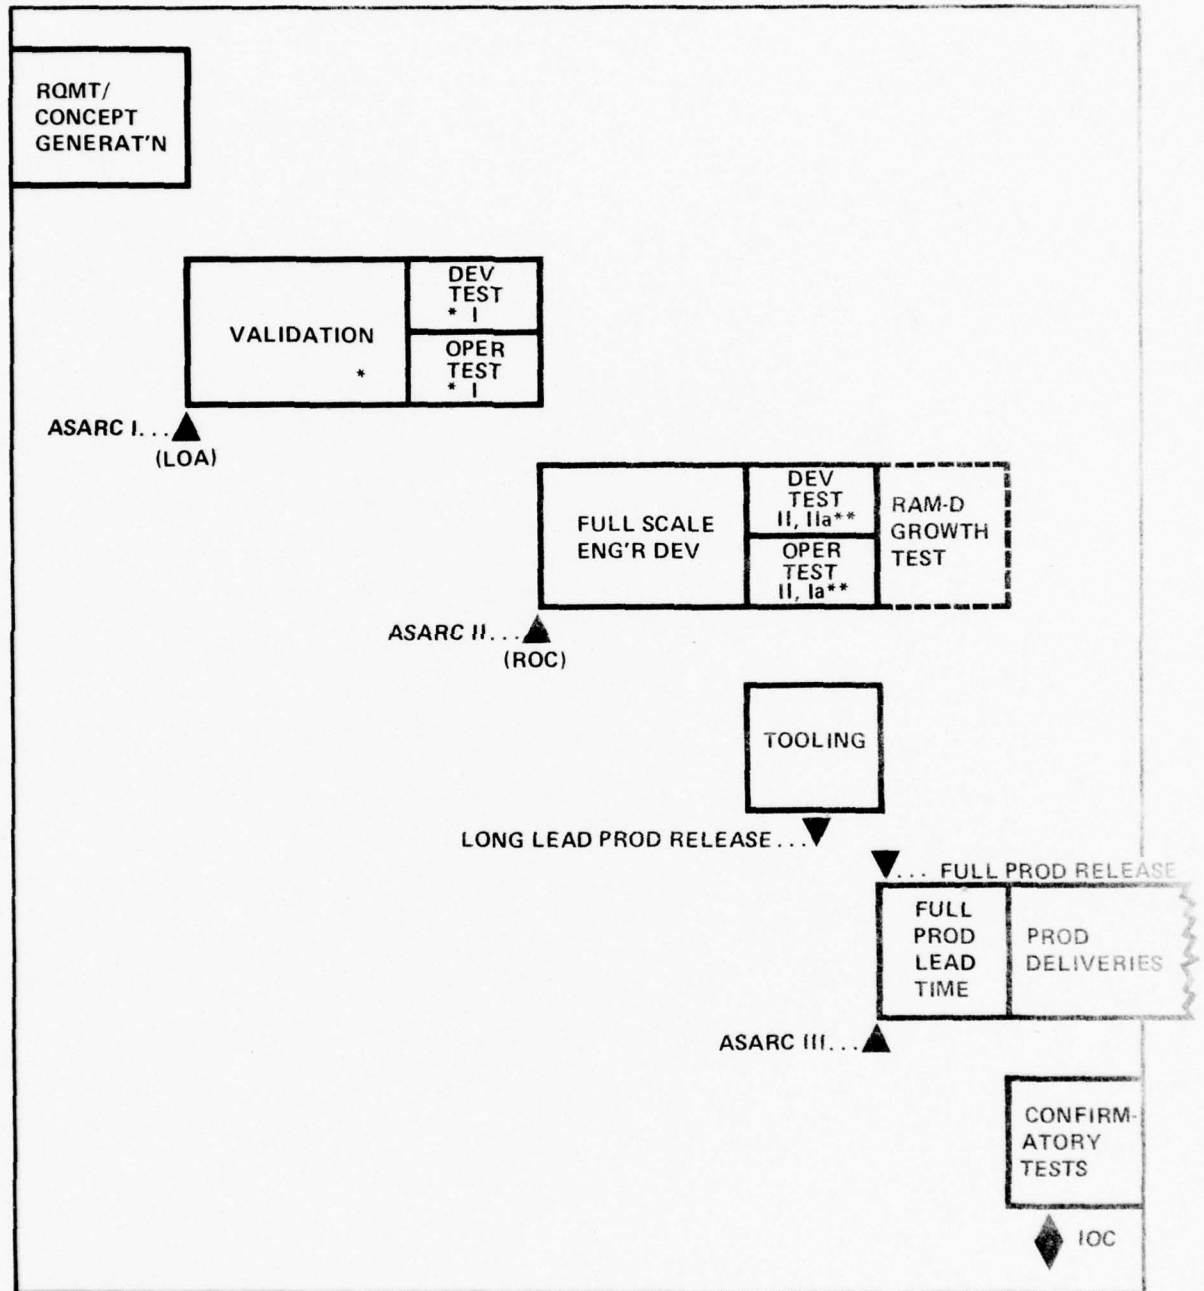 RQMT/
CONCEPT
GENERAT'N
VALIDATION
*
DEV
TEST
* I
OPER
TEST
* I
ASARC I...
(LOA)
FULL SCALE
ENG'R DEV
DEV
TEST
II, IIa**
OPER
TEST
II, Ia**
RAM-D
GROWTH
TEST
ASARC II...
(ROC)
TOOLING
LONG LEAD PROD RELEASE...
... FULL PROD RELEASE
FULL
PROD
LEAD
TIME
PROD
DELIVERIES
ASARC III...
CONFIRM-
ATORY
TESTS
IOC